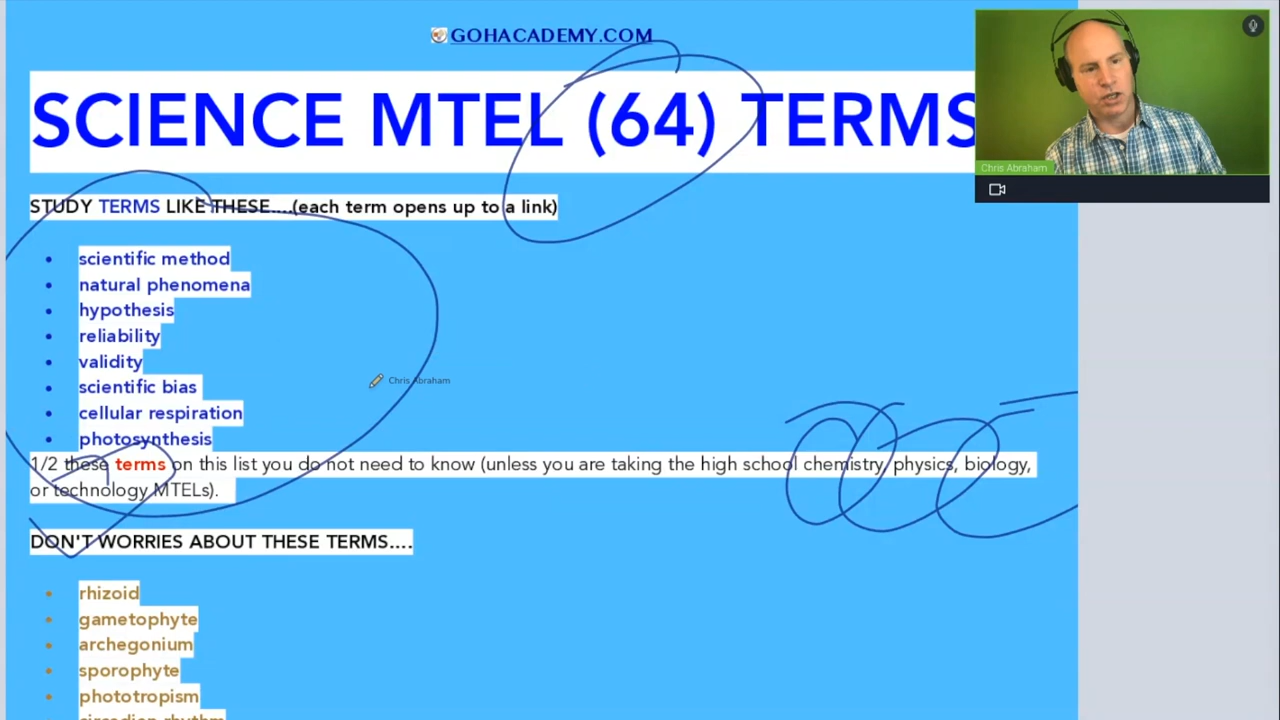 GOHACADEMY.COM
SCIENCE MTEL (64) TERMS
Chris Abraham
STUDY TERMS LIKE THESE....(each term opens up to a link)
• scientific method
• natural phenomena
• hypothesis
• reliability
• validity
• scientific bias
• cellular respiration
• photosynthesis
Chris Abraham
1/2 these terms on this list you do not need to know (unless you are taking the high school chemistry, physics, biology,
or technology MTELs).
DON'T WORRIES ABOUT THESE TERMS....
• rhizoid
• gametophyte
• archegonium
• sporophyte
• phototropism
• circadian rhythm